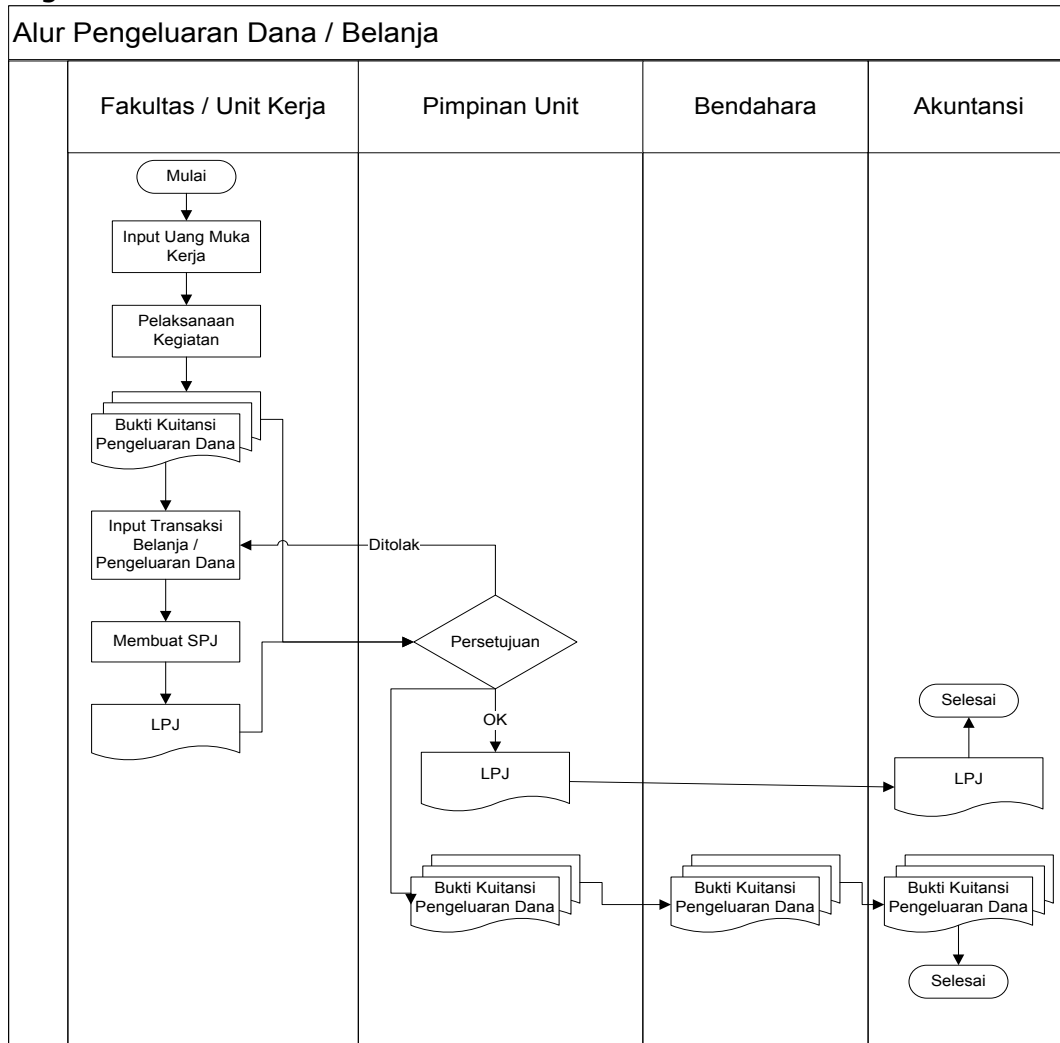 Alur Pengeluaran Dana / Belanja
Fakultas / Unit Kerja
Pimpinan Unit
Bendahara
Akuntansi
Mulai
Input Uang Muka
Kerja
Pelaksanaan
Kegiatan
Bukti Kuitansi
Pengeluaran Dana
Input Transaksi
Belanja /
Pengeluaran Dana
Ditolak
Membuat SPJ
Persetujuan
LPJ
OK
LPJ
Selesai
LPJ
Bukti Kuitansi
Pengeluaran Dana
Bukti Kuitansi
Pengeluaran Dana
Bukti Kuitansi
Pengeluaran Dana
Selesai